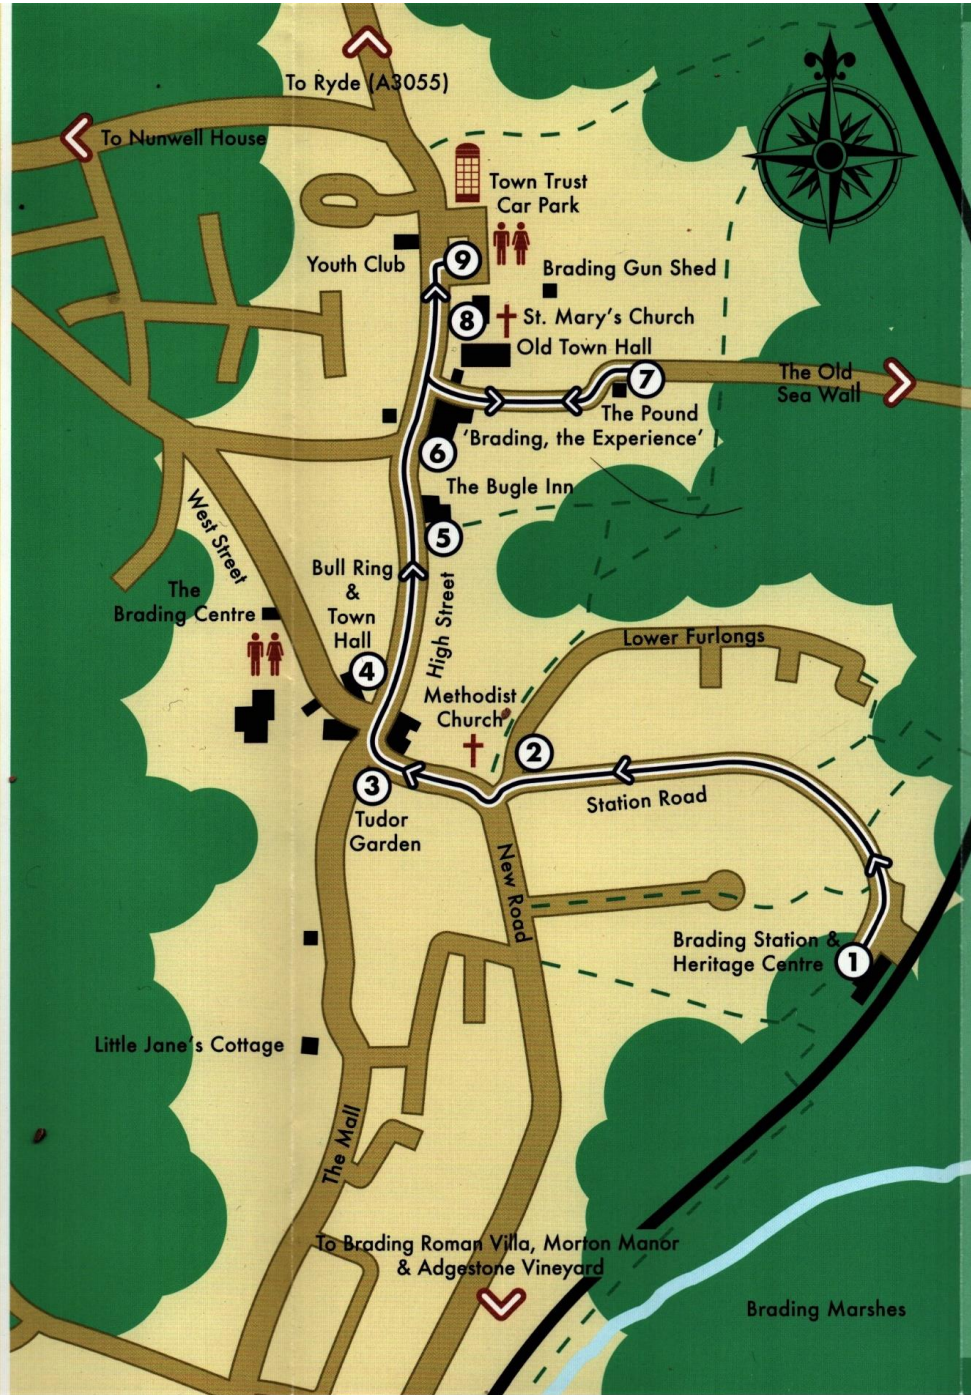 To Ryde (A3055)
To Nunwell House
Town Trust
Car Park
Youth Club
9
Brading Gun Shed
8
St. Mary's Church
Old Town Hall
7
The Old
Sea Wall
The Pound
'Brading, the Experience'
6
The Bugle Inn
5
West Street
Bull Ring
&
Town
Hall
The
Brading Centre
High Street
Lower Furlongs
4
Methodist
Church
2
3
Tudor
Garden
Station Road
New Road
Brading Station &
Heritage Centre
1
Little Jane's Cottage
The Mall
To Brading Roman Villa, Morton Manor
& Adgestone Vineyard
Brading Marshes